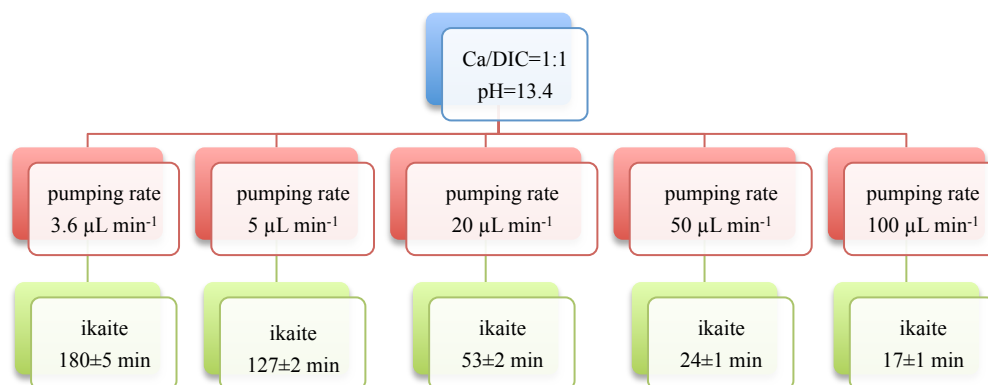 Ca/DIC=1:1
pH=13.4
pumping rate
3.6 µL min⁻¹
pumping rate
5 µL min⁻¹
pumping rate
20 µL min⁻¹
pumping rate
50 µL min⁻¹
pumping rate
100 µL min⁻¹
ikaite
180±5 min
ikaite
127±2 min
ikaite
53±2 min
ikaite
24±1 min
ikaite
17±1 min